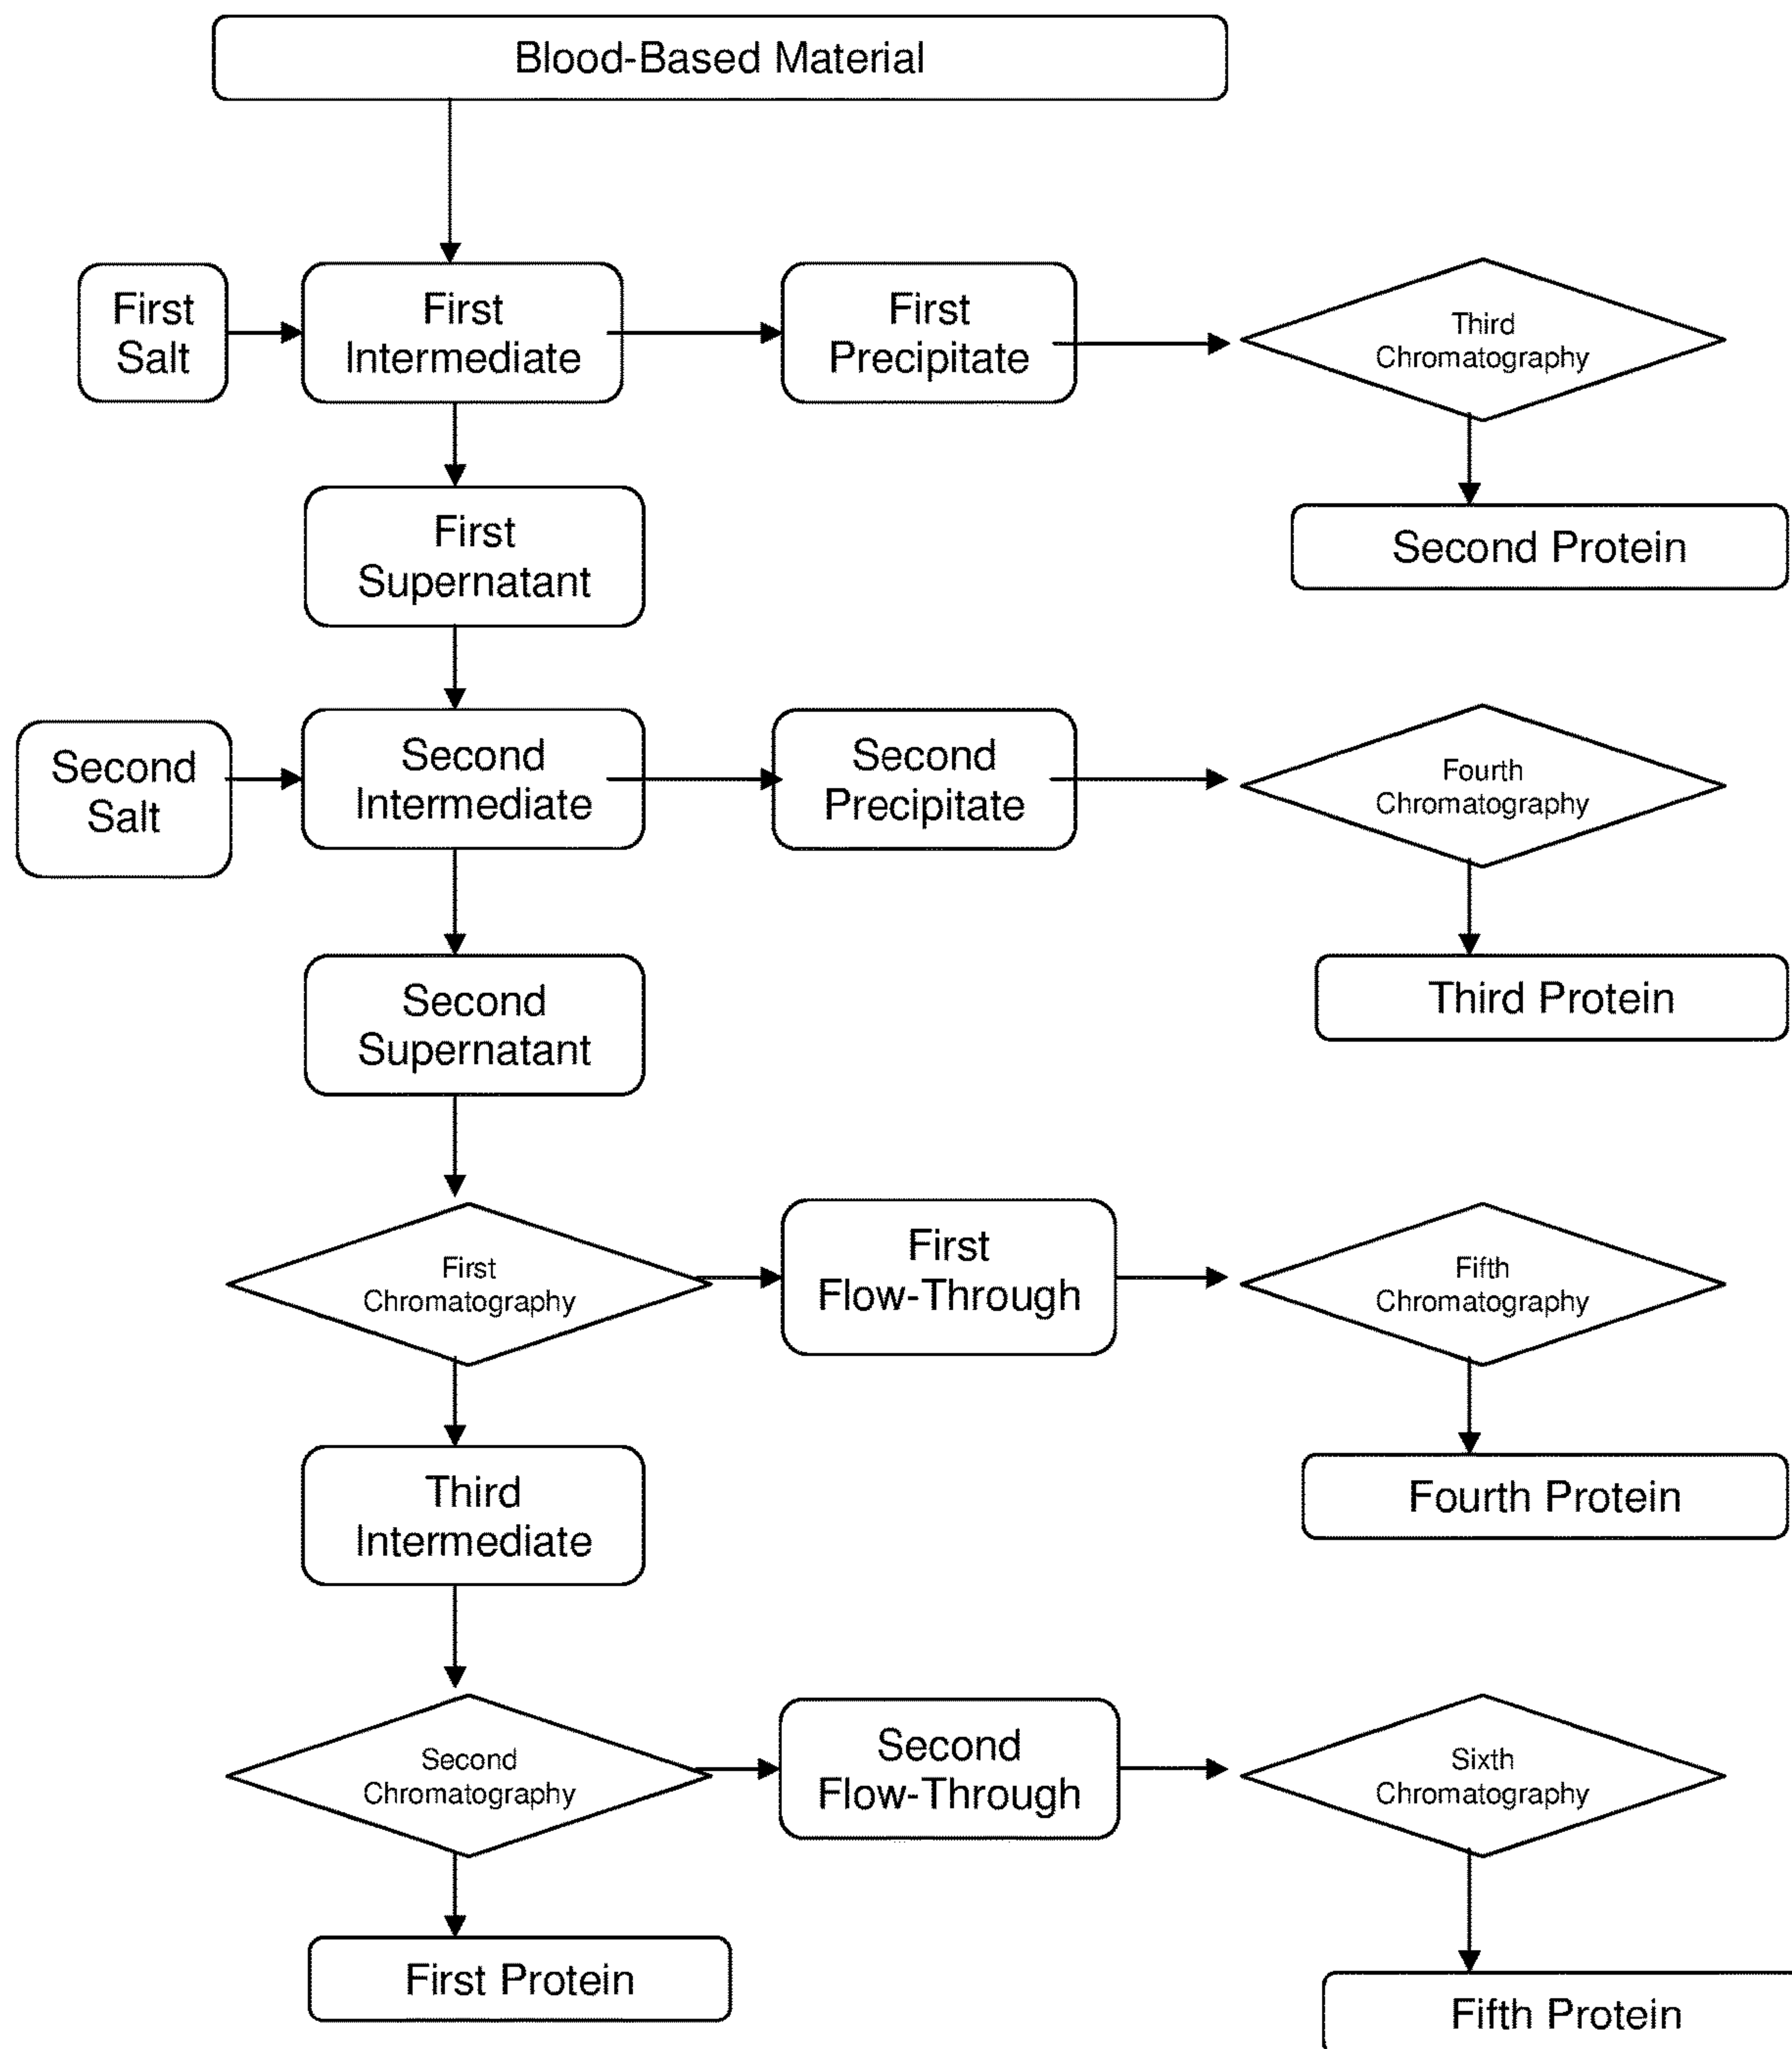 Blood-Based Material
First
Salt
First
Intermediate
First
Precipitate
Third
Chromatography
First
Supernatant
Second Protein
Second
Salt
Second
Intermediate
Second
Precipitate
Fourth
Chromatography
Second
Supernatant
Third Protein
First
Chromatography
First
Flow-Through
Fifth
Chromatography
Third
Intermediate
Fourth Protein
Second
Chromatography
Second
Flow-Through
Sixth
Chromatography
First Protein
Fifth Protein